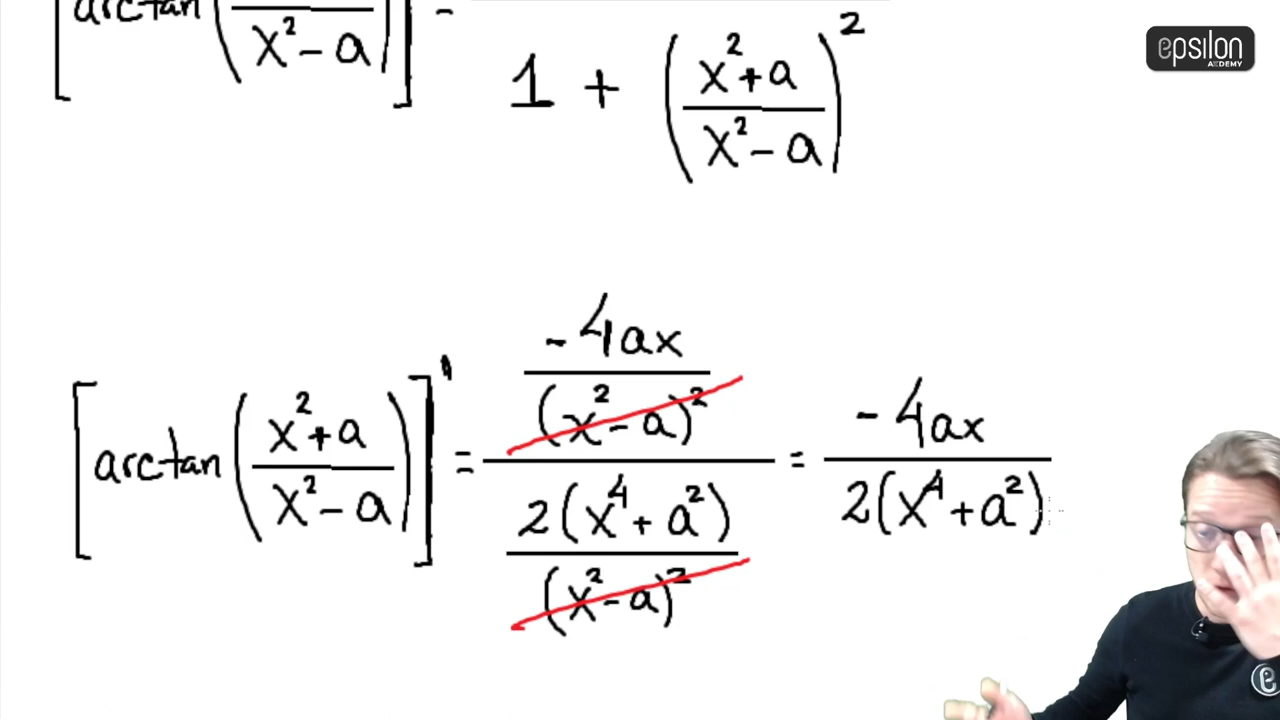 [arctan(/(x²-a)] =
1 + ((x²+a)/(x²-a))²
epsilon
AKADEMY
[arctan((x²+a)/(x²-a))]' = (-4ax/(x²-a)²)/(2(x⁴+a²)/(x²-a)²) = -4ax/(2(x⁴+a²))